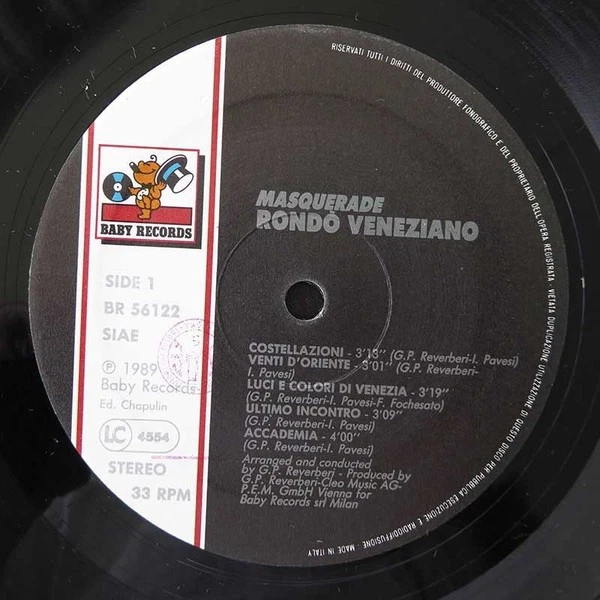 RISERVATI TUTTI I DIRITTI DEL PRODUTTORE FONOGRAFICO E DEL PROPRIETARIO DELL'OPERA REGISTRATA - VIETATA DUPLICAZIONE UTILIZZAZIONE DI QUESTO DISCO PER PUBBLICA ESECUZIONE E RADIODIFFUSIONE - MADE IN ITALY
BABY RECORDS
MASQUERADE
RONDÒ VENEZIANO
SIDE 1
BR 56122
SIAE
℗ 1989
Baby Records
Ed. Chapulin
LC 4554
STEREO
33 RPM
COSTELLAZIONI - 3'13'' (G.P. Reverberi-I. Pavesi)
VENTI D'ORIENTE - 3'01'' (G.P. Reverberi-
I. Pavesi)
LUCI E COLORI DI VENEZIA - 3'19''
(G.P. Reverberi-I. Pavesi-F. Fochesato)
ULTIMO INCONTRO - 3'09''
(G.P. Reverberi-I. Pavesi)
ACCADEMIA - 4'00''
(G.P. Reverberi-I. Pavesi)
Arranged and conducted
by G.P. Reverberi - Produced by
G.P. Reverberi-Cleo Music AG-
P.E.M. GmbH Vienna for
Baby Records srl Milan